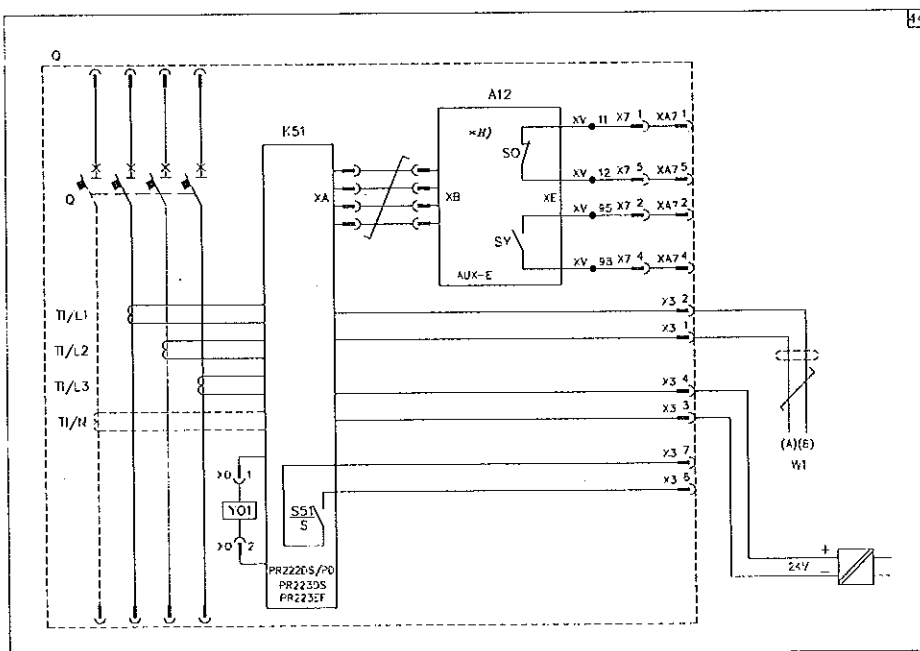 44
Q
A12
K51
*H)
XV 11 X7 1 XA7 1
SO
XA
XB
XE
XV 12 X7 5 XA7 5
Q
XV 95 X7 2 XA7 2
SY
XV 98 X7 4 XA7 4
AUX-E
TI/L1
X3 2
TI/L2
X3 1
TI/L3
X3 4
TI/N
X3 3
(A)(B)
W1
X3 7
XO 1
X3 8
YO1
S51/S
XO 2
+
24V
–
PR222DS/PD
PR223DS
PR223EF